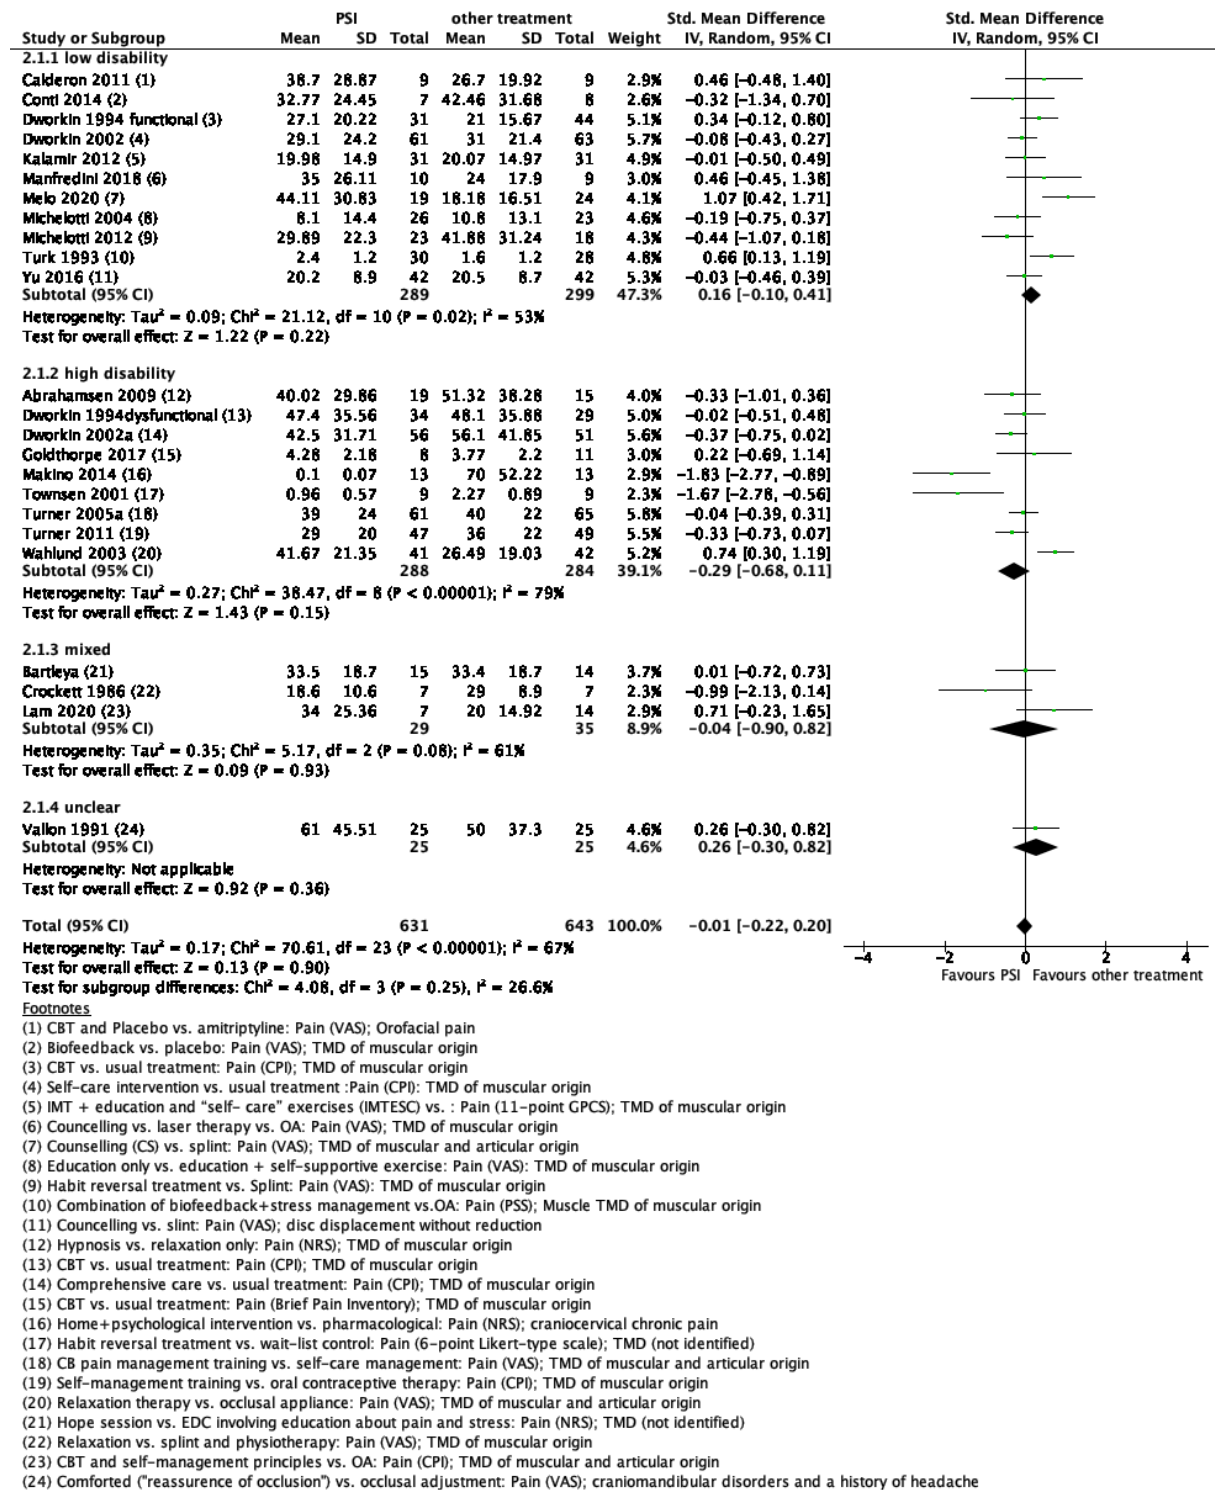 PSI other treatment Std. Mean Difference Std. Mean Difference
Study or Subgroup Mean SD Total Mean SD Total Weight IV, Random, 95% CI IV, Random, 95% CI
2.1.1 low disability
Calderon 2011 (1) 38.7 28.87 9 26.7 19.92 9 2.9% 0.46 [−0.48, 1.40]
Conti 2014 (2) 32.77 24.45 7 42.46 31.68 8 2.6% −0.32 [−1.34, 0.70]
Dworkin 1994 functional (3) 27.1 20.22 31 21 15.67 44 5.1% 0.34 [−0.12, 0.80]
Dworkin 2002 (4) 29.1 24.2 61 31 21.4 63 5.7% −0.08 [−0.43, 0.27]
Kalamir 2012 (5) 19.98 14.9 31 20.07 14.97 31 4.9% −0.01 [−0.50, 0.49]
Manfredini 2018 (6) 35 26.11 10 24 17.9 9 3.0% 0.46 [−0.45, 1.38]
Melo 2020 (7) 44.11 30.83 19 18.18 16.51 24 4.1% 1.07 [0.42, 1.71]
Michelotti 2004 (8) 8.1 14.4 26 10.8 13.1 23 4.6% −0.19 [−0.75, 0.37]
Michelotti 2012 (9) 29.89 22.3 23 41.88 31.24 18 4.3% −0.44 [−1.07, 0.18]
Turk 1993 (10) 2.4 1.2 30 1.6 1.2 28 4.8% 0.66 [0.13, 1.19]
Yu 2016 (11) 20.2 8.9 42 20.5 8.7 42 5.3% −0.03 [−0.46, 0.39]
Subtotal (95% CI) 289 299 47.3% 0.16 [−0.10, 0.41]
Heterogeneity: Tau² = 0.09; Chi² = 21.12, df = 10 (P = 0.02); I² = 53%
Test for overall effect: Z = 1.22 (P = 0.22)
2.1.2 high disability
Abrahamsen 2009 (12) 40.02 29.86 19 51.32 38.28 15 4.0% −0.33 [−1.01, 0.36]
Dworkin 1994dysfunctional (13) 47.4 35.56 34 48.1 35.88 29 5.0% −0.02 [−0.51, 0.48]
Dworkin 2002a (14) 42.5 31.71 56 56.1 41.85 51 5.6% −0.37 [−0.75, 0.02]
Goldthorpe 2017 (15) 4.28 2.18 8 3.77 2.2 11 3.0% 0.22 [−0.69, 1.14]
Makino 2014 (16) 0.1 0.07 13 70 52.22 13 2.9% −1.83 [−2.77, −0.89]
Townsen 2001 (17) 0.96 0.57 9 2.27 0.89 9 2.3% −1.67 [−2.78, −0.56]
Turner 2005a (18) 39 24 61 40 22 65 5.8% −0.04 [−0.39, 0.31]
Turner 2011 (19) 29 20 47 36 22 49 5.5% −0.33 [−0.73, 0.07]
Wahlund 2003 (20) 41.67 21.35 41 26.49 19.03 42 5.2% 0.74 [0.30, 1.19]
Subtotal (95% CI) 288 284 39.1% −0.29 [−0.68, 0.11]
Heterogeneity: Tau² = 0.27; Chi² = 38.47, df = 8 (P < 0.00001); I² = 79%
Test for overall effect: Z = 1.43 (P = 0.15)
2.1.3 mixed
Bartleya (21) 33.5 18.7 15 33.4 18.7 14 3.7% 0.01 [−0.72, 0.73]
Crockett 1986 (22) 18.6 10.6 7 29 8.9 7 2.3% −0.99 [−2.13, 0.14]
Lam 2020 (23) 34 25.36 7 20 14.92 14 2.9% 0.71 [−0.23, 1.65]
Subtotal (95% CI) 29 35 8.9% −0.04 [−0.90, 0.82]
Heterogeneity: Tau² = 0.35; Chi² = 5.17, df = 2 (P = 0.08); I² = 61%
Test for overall effect: Z = 0.09 (P = 0.93)
2.1.4 unclear
Vallon 1991 (24) 61 45.51 25 50 37.3 25 4.6% 0.26 [−0.30, 0.82]
Subtotal (95% CI) 25 25 4.6% 0.26 [−0.30, 0.82]
Heterogeneity: Not applicable
Test for overall effect: Z = 0.92 (P = 0.36)
Total (95% CI) 631 643 100.0% −0.01 [−0.22, 0.20]
Heterogeneity: Tau² = 0.17; Chi² = 70.61, df = 23 (P < 0.00001); I² = 67%
−4 −2 0 2 4
Test for overall effect: Z = 0.13 (P = 0.90)
Favours PSI Favours other treatment
Test for subgroup differences: Chi² = 4.08, df = 3 (P = 0.25), I² = 26.6%
Footnotes
(1) CBT and Placebo vs. amitriptyline: Pain (VAS); Orofacial pain
(2) Biofeedback vs. placebo: Pain (VAS); TMD of muscular origin
(3) CBT vs. usual treatment: Pain (CPI); TMD of muscular origin
(4) Self-care intervention vs. usual treatment :Pain (CPI): TMD of muscular origin
(5) IMT + education and “self- care” exercises (IMTESC) vs. : Pain (11-point GPCS); TMD of muscular origin
(6) Councelling vs. laser therapy vs. OA: Pain (VAS); TMD of muscular origin
(7) Counselling (CS) vs. splint: Pain (VAS); TMD of muscular and articular origin
(8) Education only vs. education + self-supportive exercise: Pain (VAS): TMD of muscular origin
(9) Habit reversal treatment vs. Splint: Pain (VAS): TMD of muscular origin
(10) Combination of biofeedback+stress management vs.OA: Pain (PSS); Muscle TMD of muscular origin
(11) Councelling vs. slint: Pain (VAS); disc displacement without reduction
(12) Hypnosis vs. relaxation only: Pain (NRS); TMD of muscular origin
(13) CBT vs. usual treatment: Pain (CPI); TMD of muscular origin
(14) Comprehensive care vs. usual treatment: Pain (CPI); TMD of muscular origin
(15) CBT vs. usual treatment: Pain (Brief Pain Inventory); TMD of muscular origin
(16) Home+psychological intervention vs. pharmacological: Pain (NRS); craniocervical chronic pain
(17) Habit reversal treatment vs. wait-list control: Pain (6-point Likert-type scale); TMD (not identified)
(18) CB pain management training vs. self-care management: Pain (VAS); TMD of muscular and articular origin
(19) Self-management training vs. oral contraceptive therapy: Pain (CPI); TMD of muscular origin
(20) Relaxation therapy vs. occlusal appliance: Pain (VAS); TMD of muscular and articular origin
(21) Hope session vs. EDC involving education about pain and stress: Pain (NRS); TMD (not identified)
(22) Relaxation vs. splint and physiotherapy: Pain (VAS); TMD of muscular origin
(23) CBT and self-management principles vs. OA: Pain (CPI); TMD of muscular and articular origin
(24) Comforted ("reassurence of occlusion") vs. occlusal adjustment: Pain (VAS); craniomandibular disorders and a history of headache